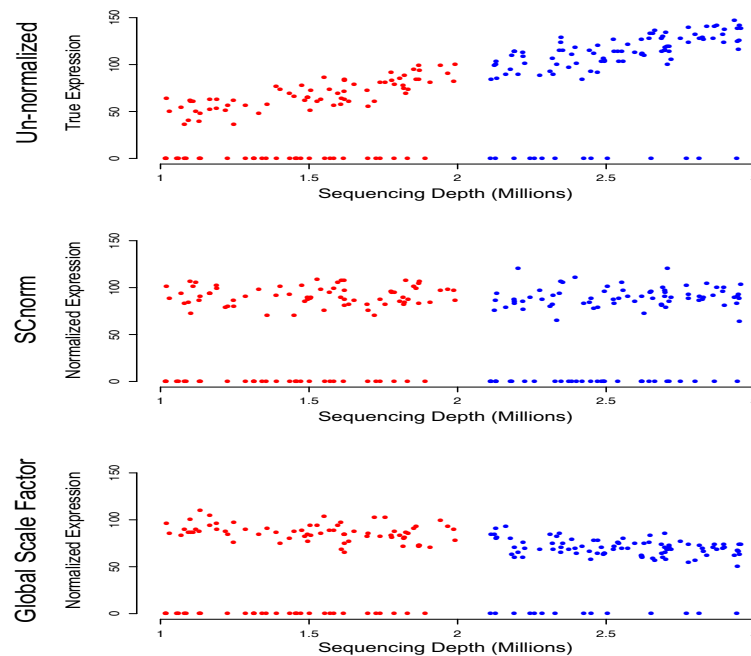 Un-normalized
True Expression
150
100
50
0
1
1.5
2
2.5
Sequencing Depth (Millions)
SCnorm
Normalized Expression
150
100
50
0
1
1.5
2
2.5
Sequencing Depth (Millions)
Global Scale Factor
Normalized Expression
150
100
50
0
1
1.5
2
2.5
Sequencing Depth (Millions)